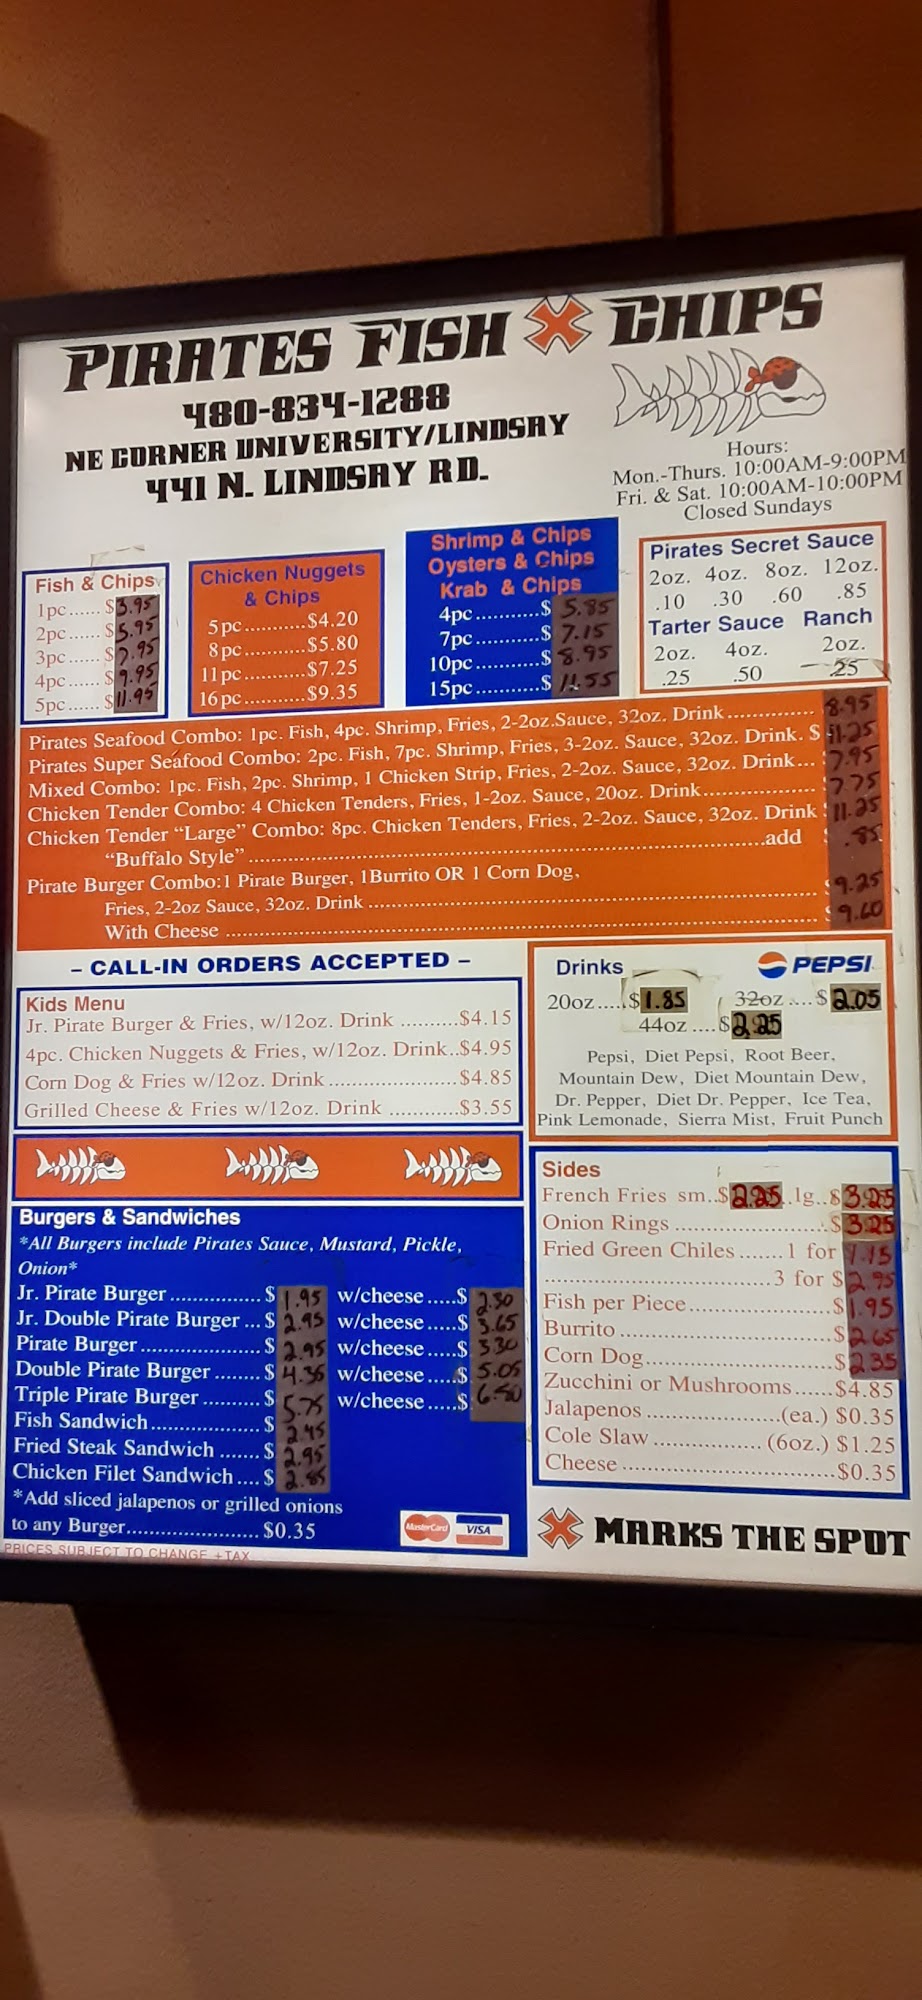 PIRATES FISH X CHIPS
480-834-1288
NE CORNER UNIVERSITY/LINDSAY
441 N. LINDSAY RD.
Hours:
Mon.-Thurs. 10:00AM-9:00PM
Fri. & Sat. 10:00AM-10:00PM
Closed Sundays
Fish & Chips
1pc...... $3.95
2pc...... $5.95
3pc...... $7.95
4pc...... $9.95
5pc...... $11.95
Chicken Nuggets
& Chips
5pc...........$4.20
8pc...........$5.80
11pc..........$7.25
16pc..........$9.35
Shrimp & Chips
Oysters & Chips
Krab & Chips
4pc...........$ 5.85
7pc...........$ 7.15
10pc..........$ 8.95
15pc..........$ 11.55
Pirates Secret Sauce
2oz. 4oz. 8oz. 12oz.
.10 .30 .60 .85
Tarter Sauce Ranch
2oz. 4oz. 2oz.
.25 .50 .25
Pirates Seafood Combo: 1pc. Fish, 4pc. Shrimp, Fries, 2-2oz.Sauce, 32oz. Drink............... 8.95
Pirates Super Seafood Combo: 2pc. Fish, 7pc. Shrimp, Fries, 3-2oz. Sauce, 32oz. Drink. $ 11.25
Mixed Combo: 1pc. Fish, 2pc. Shrimp, 1 Chicken Strip, Fries, 2-2oz. Sauce, 32oz. Drink... 7.95
Chicken Tender Combo: 4 Chicken Tenders, Fries, 1-2oz. Sauce, 20oz. Drink................... 7.75
Chicken Tender “Large” Combo: 8pc. Chicken Tenders, Fries, 2-2oz. Sauce, 32oz. Drink $ 11.25
“Buffalo Style” ..............................................................add $ .85
Pirate Burger Combo:1 Pirate Burger, 1Burrito OR 1 Corn Dog,
Fries, 2-2oz Sauce, 32oz. Drink ............................................................ $ 9.25
With Cheese ............................................................ $ 9.60
– CALL-IN ORDERS ACCEPTED –
Kids Menu
Jr. Pirate Burger & Fries, w/12oz. Drink ..........$4.15
4pc. Chicken Nuggets & Fries, w/12oz. Drink..$4.95
Corn Dog & Fries w/12oz. Drink ......................$4.85
Grilled Cheese & Fries w/12oz. Drink ............$3.55
Drinks PEPSI
20oz.....$1.85 32oz....$2.05
44oz ....$2.25
Pepsi, Diet Pepsi, Root Beer,
Mountain Dew, Diet Mountain Dew,
Dr. Pepper, Diet Dr. Pepper, Ice Tea,
Pink Lemonade, Sierra Mist, Fruit Punch
Burgers & Sandwiches
*All Burgers include Pirates Sauce, Mustard, Pickle,
Onion*
Jr. Pirate Burger ................. $ 1.95 w/cheese .....$ 2.30
Jr. Double Pirate Burger ... $ 2.95 w/cheese .....$ 3.65
Pirate Burger ...................... $ 2.95 w/cheese .....$ 3.30
Double Pirate Burger ........ $ 4.35 w/cheese .....$ 5.05
Triple Pirate Burger .......... $ 5.75 w/cheese .....$
Fish Sandwich..................... $ 2.45
Fried Steak Sandwich ....... $ 2.95
Chicken Filet Sandwich .... $ 2.85
*Add sliced jalapenos or grilled onions
to any Burger........................ $0.35
MasterCard VISA
PRICES SUBJECT TO CHANGE +TAX
Sides
French Fries sm..$2.25..lg..$3.25
Onion Rings .......................$3.25
Fried Green Chiles .......1 for 1.15
....................................3 for $2.95
Fish per Piece.......................$1.95
Burrito .................................$2.65
Corn Dog..............................$2.35
Zucchini or Mushrooms......$4.85
Jalapenos ....................(ea.) $0.35
Cole Slaw ................(6oz.) $1.25
Cheese .................................$0.35
X MARKS THE SPOT